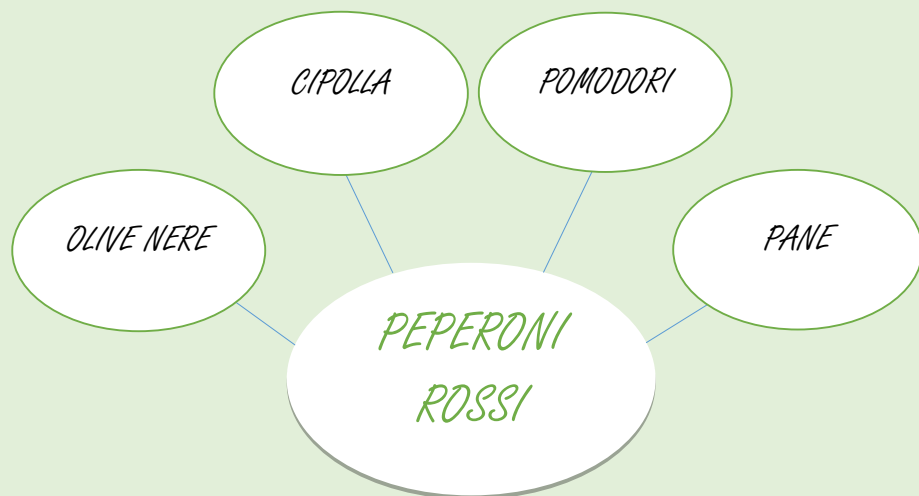 CIPOLLA
POMODORI
OLIVE NERE
PANE
PEPERONI
ROSSI